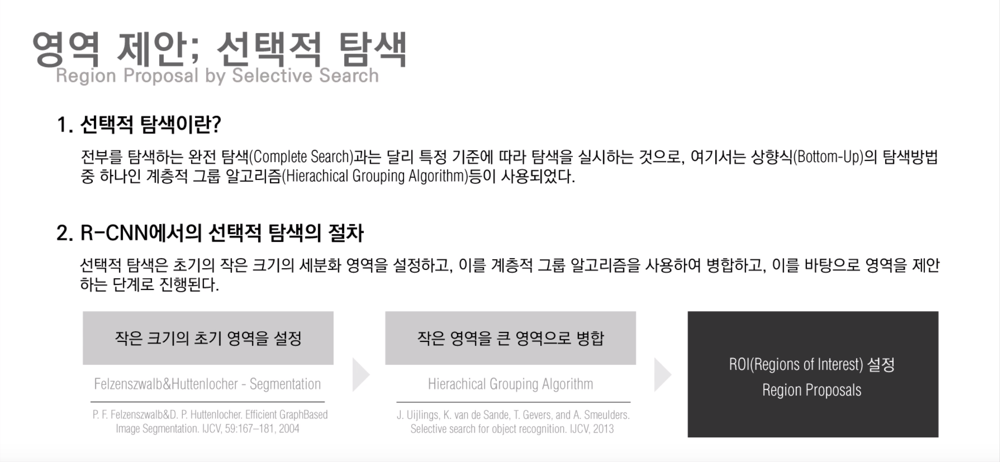 영역 제안; 선택적 탐색
Region Proposal by Selective Search
1. 선택적 탐색이란?
전부를 탐색하는 완전 탐색(Complete Search)과는 달리 특정 기준에 따라 탐색을 실시하는 것으로, 여기서는 상향식(Bottom-Up)의 탐색방법
중 하나인 계층적 그룹 알고리즘(Hierachical Grouping Algorithm)등이 사용되었다.
2. R-CNN에서의 선택적 탐색의 절차
선택적 탐색은 초기의 작은 크기의 세분화 영역을 설정하고, 이를 계층적 그룹 알고리즘을 사용하여 병합하고, 이를 바탕으로 영역을 제안
하는 단계로 진행된다.
작은 크기의 초기 영역을 설정
Felzenszwalb&Huttenlocher - Segmentation
P. F. Felzenszwalb&D. P. Huttenlocher. Efficient GraphBased
Image Segmentation. IJCV, 59:167–181, 2004
작은 영역을 큰 영역으로 병합
Hierachical Grouping Algorithm
J. Uijlings, K. van de Sande, T. Gevers, and A. Smeulders.
Selective search for object recognition. IJCV, 2013
ROI(Regions of Interest) 설정
Region Proposals